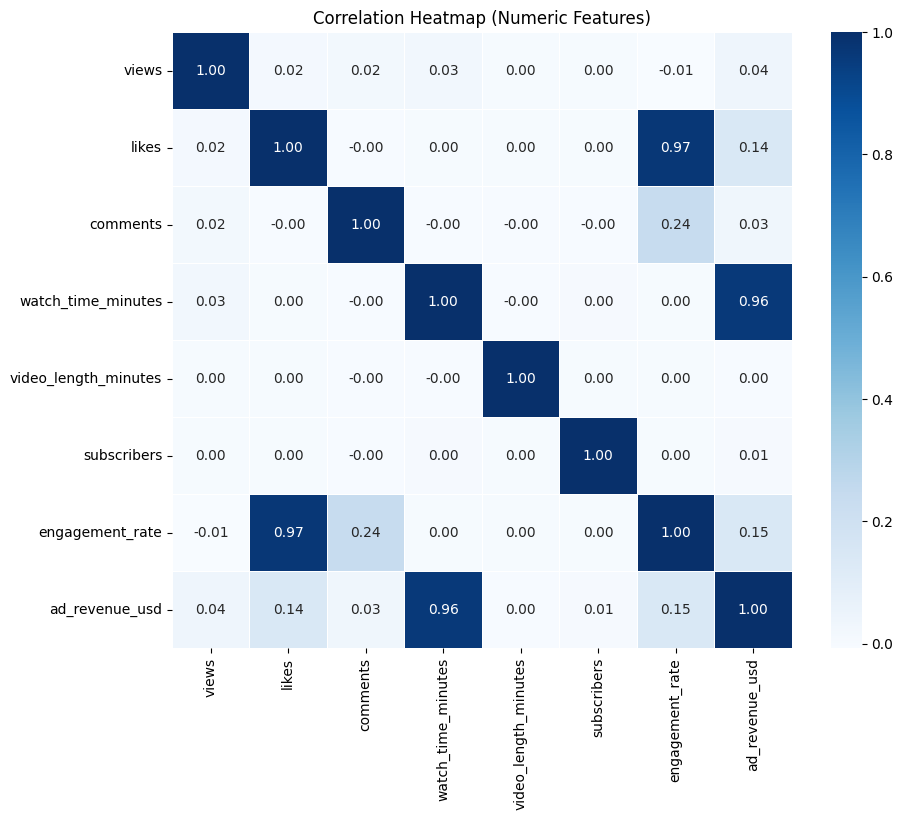 Correlation Heatmap (Numeric Features)
views 1.00 0.02 0.02 0.03 0.00 0.00 -0.01 0.04
likes 0.02 1.00 -0.00 0.00 0.00 0.00 0.97 0.14
comments 0.02 -0.00 1.00 -0.00 -0.00 -0.00 0.24 0.03
watch_time_minutes 0.03 0.00 -0.00 1.00 -0.00 0.00 0.00 0.96
video_length_minutes 0.00 0.00 -0.00 -0.00 1.00 0.00 0.00 0.00
subscribers 0.00 0.00 -0.00 0.00 0.00 1.00 0.00 0.01
engagement_rate -0.01 0.97 0.24 0.00 0.00 0.00 1.00 0.15
ad_revenue_usd 0.04 0.14 0.03 0.96 0.00 0.01 0.15 1.00
views
likes
comments
watch_time_minutes
video_length_minutes
subscribers
engagement_rate
ad_revenue_usd
1.0
0.8
0.6
0.4
0.2
0.0